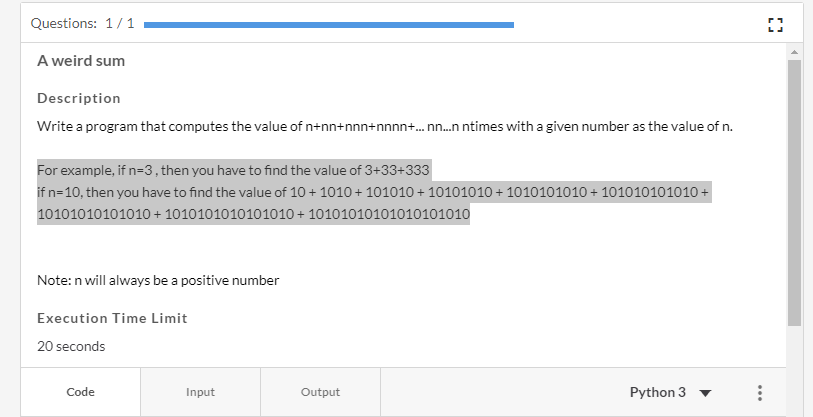 Questions: 1 / 1
A weird sum
Description
Write a program that computes the value of n+nn+nnn+nnnn+... nn...n ntimes with a given number as the value of n.
For example, if n=3 , then you have to find the value of 3+33+333
if n=10, then you have to find the value of 10 + 1010 + 101010 + 10101010 + 1010101010 + 101010101010 +
10101010101010 + 1010101010101010 + 10101010101010101010
Note: n will always be a positive number
Execution Time Limit
20 seconds
Code Input Output Python 3